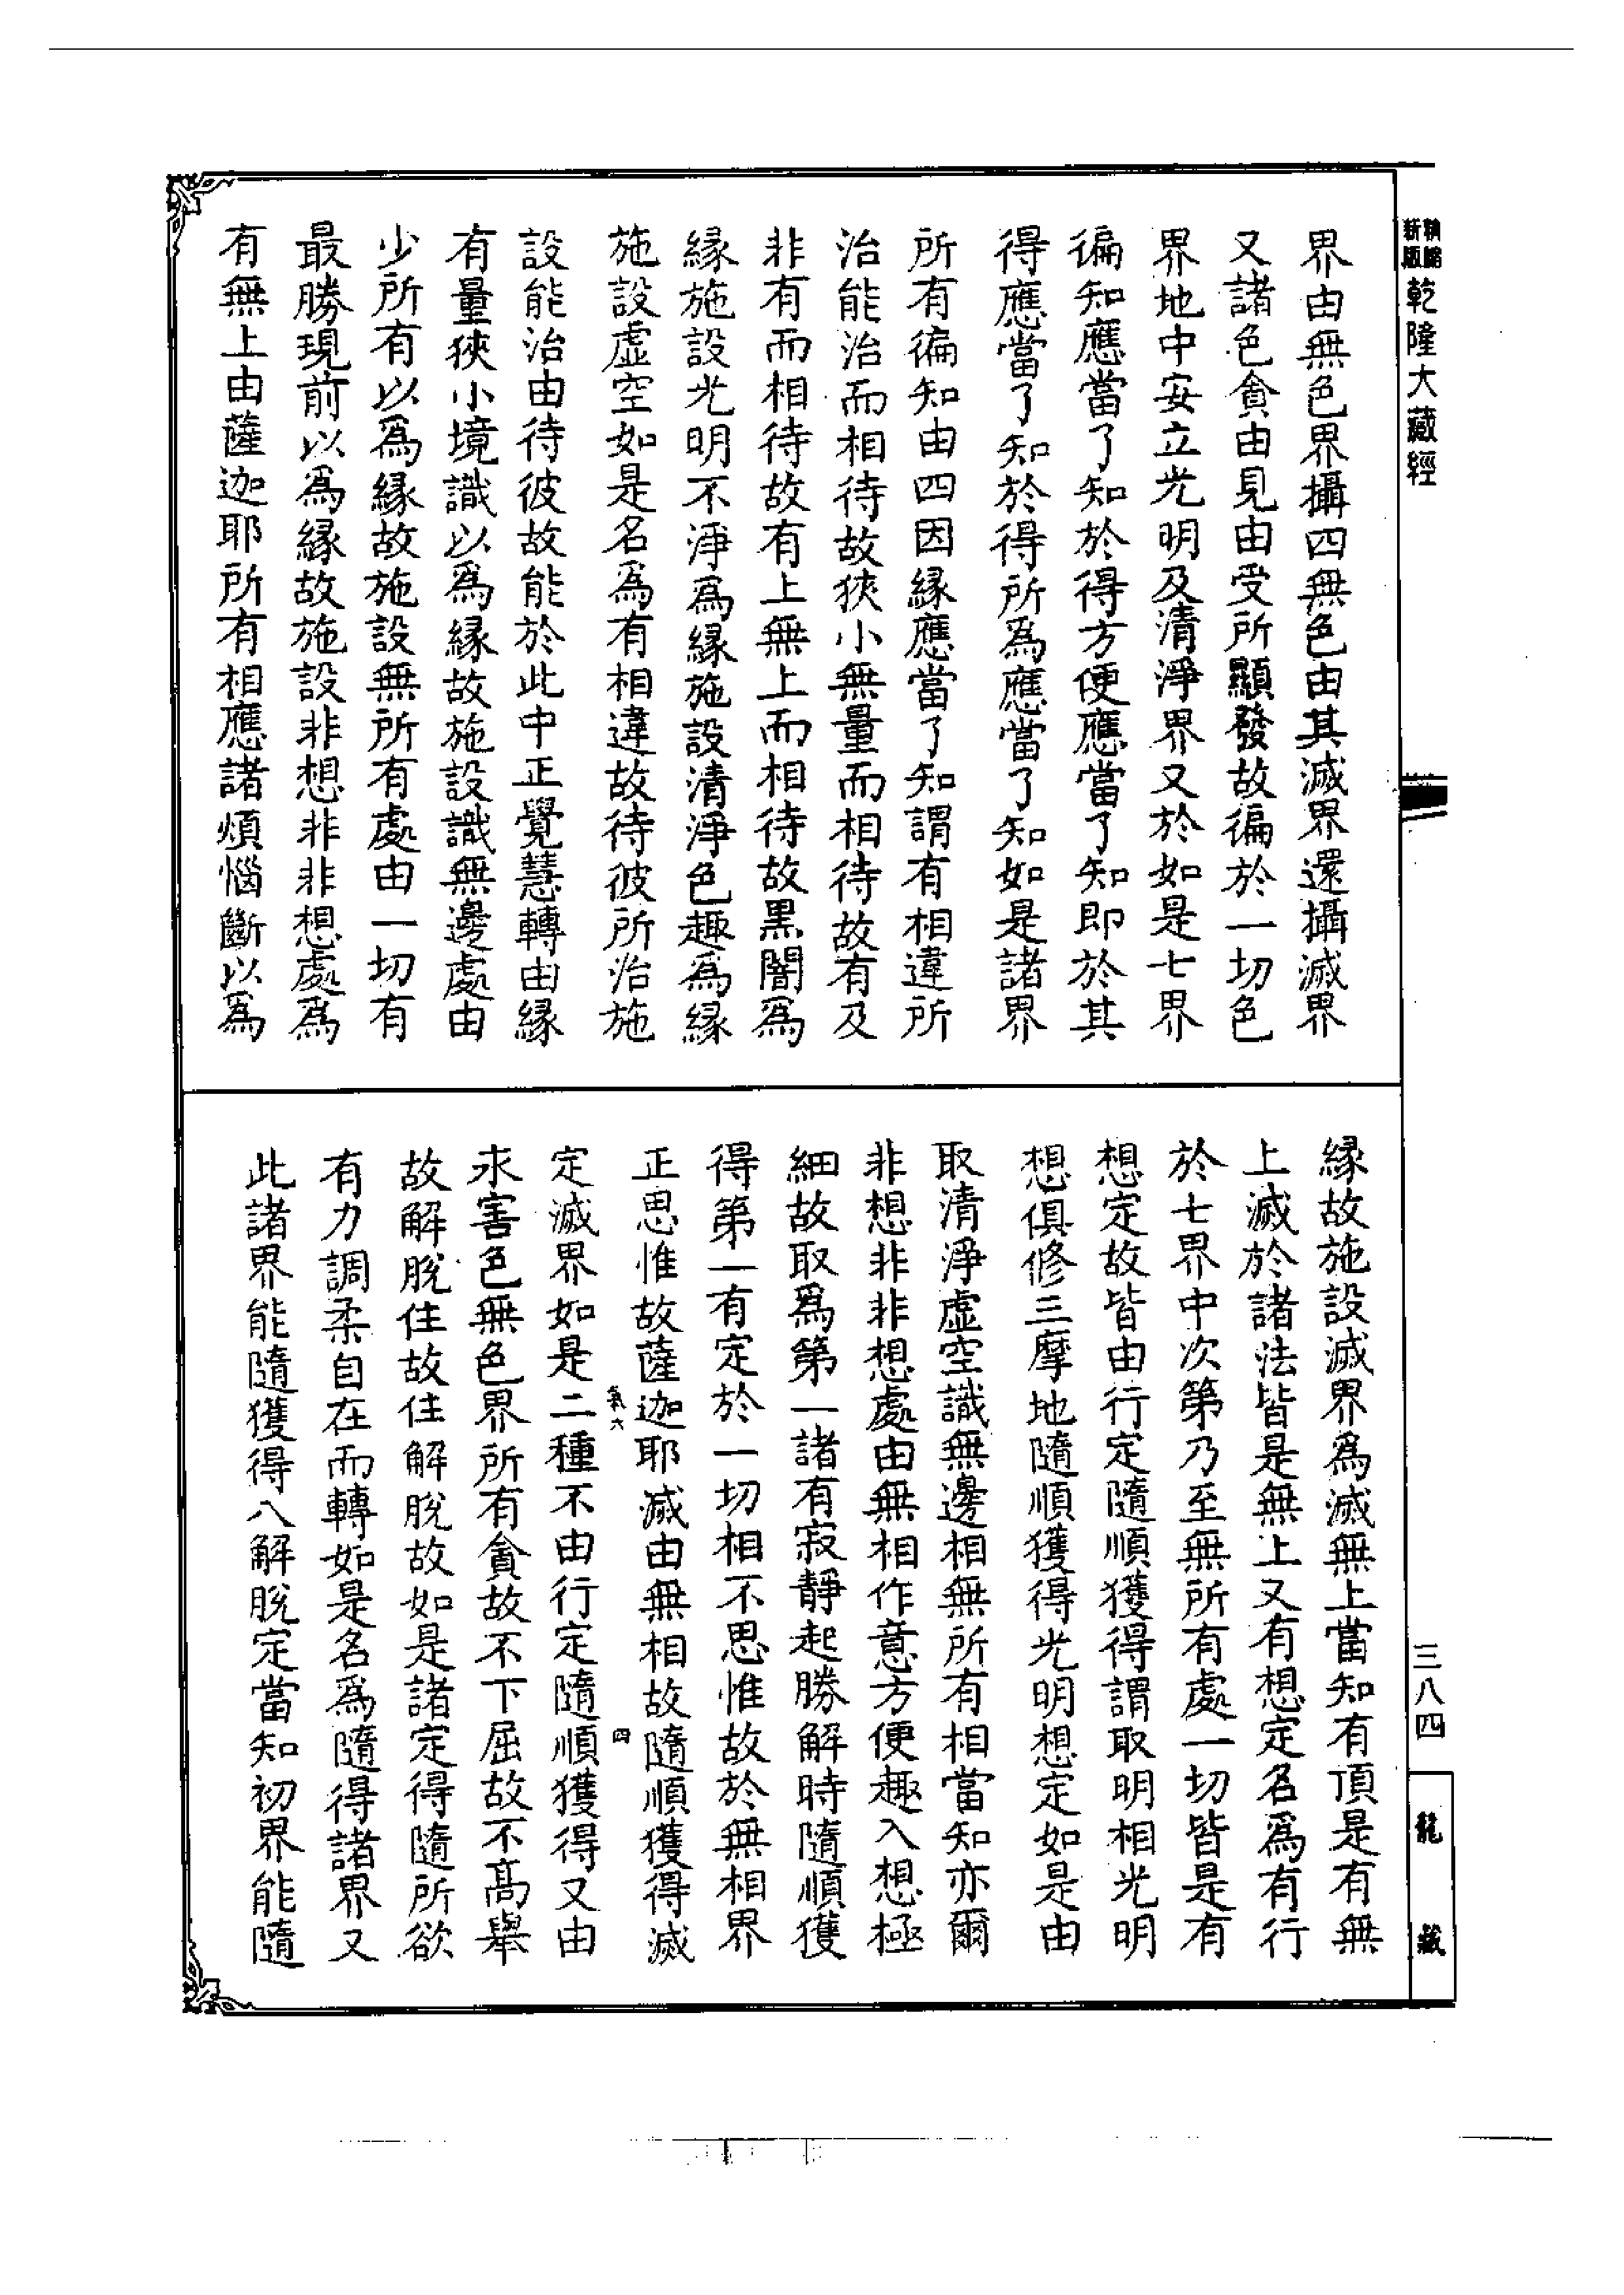 新版
精縮
乾隆大藏經
界由無色界攝四無色由其滅界還攝滅界
又諸色貪由見由受所顯發故徧於一切色
界地中安立光明及清淨界又於如是七界
徧知應當了知於得方便應當了知即於其
得應當了知於得所爲應當了知如是諸界
所有徧知由四因緣應當了知謂有相違所
治能治而相待故狹小無量而相待故有及
非有而相待故有上無上而相待故黑闇爲
緣施設光明不淨爲緣施設清淨色趣爲緣
施設虛空如是名爲有相違故待彼所治施
設能治由待彼故能於此中正覺慧轉由緣
有量狹小境識以爲緣故施設識無邊處由
少所有以爲緣故施設無所有處由一切有
最勝現前以爲緣故施設非想非非想處爲
有無上由薩迦耶所有相應諸煩惱斷以爲
緣故施設滅界爲滅無上當知有頂是有無
上滅於諸法皆是無上又有想定名爲有行
於七界中次第乃至無所有處一切皆是有
想定故皆由行定隨順獲得謂取明相光明
想俱修三摩地隨順獲得光明想定如是由
取清淨虛空識無邊相無所有相當知亦爾
非想非非想處由無相作意方便趣入想極
細故取爲第一諸有寂靜起勝解時隨順獲
得第一有定於一切相不思惟故於無相界
正思惟故薩迦耶滅由無相故隨順獲得滅
氣六
四
定滅界如是二種不由行定隨順獲得又由
求害色無色界所有貪故不下屈故不高舉
故解脫住故住解脫故如是諸定得隨所欲
有力調柔自在而轉如是名爲隨得諸界又
此諸界能隨獲得八解脫定當知初界能隨
三八四
龍藏